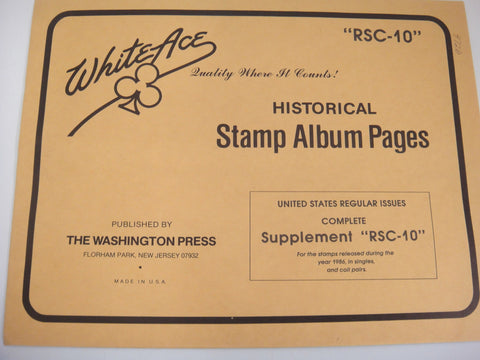 "RSC-10"
White Ace
Quality Where It Counts!
HISTORICAL
Stamp Album Pages
UNITED STATES REGULAR ISSUES
COMPLETE
Supplement "RSC-10"
For the stamps released during the
year 1986, in singles,
and coil pairs.
PUBLISHED BY
THE WASHINGTON PRESS
FLORHAM PARK, NEW JERSEY 07932
MADE IN U.S.A.